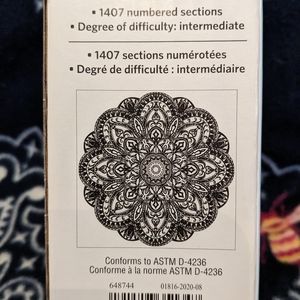 • 1407 numbered sections
• Degree of difficulty: intermediate
• 1407 sections numérotées
• Degré de difficulté : intermédiaire
Conforms to ASTM D-4236
Conforme à la norme ASTM D-4236
648744 01816-2020-08